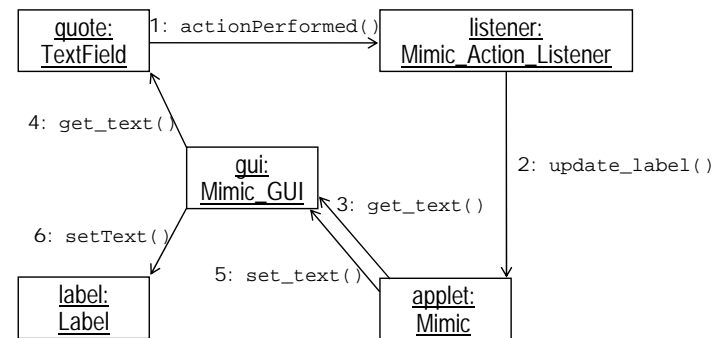 quote:
TextField
1: actionPerformed()
listener:
Mimic_Action_Listener
4: get_text()
2: update_label()
gui:
Mimic_GUI
3: get_text()
6: setText()
5: set_text()
label:
Label
applet:
Mimic